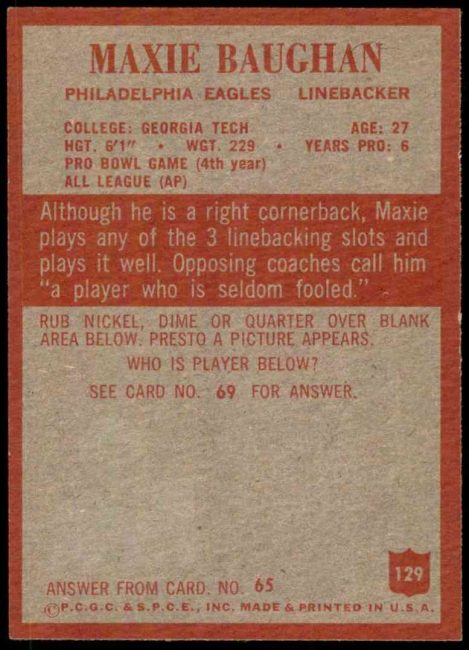 MAXIE BAUGHAN
PHILADELPHIA EAGLES LINEBACKER
COLLEGE: GEORGIA TECH AGE: 27
HGT. 6'1" • WGT. 229 • YEARS PRO: 6
PRO BOWL GAME (4th year)
ALL LEAGUE (AP)
Although he is a right cornerback, Maxie
plays any of the 3 linebacking slots and
plays it well. Opposing coaches call him
"a player who is seldom fooled."
RUB NICKEL, DIME OR QUARTER OVER BLANK
AREA BELOW. PRESTO A PICTURE APPEARS.
WHO IS PLAYER BELOW?
SEE CARD NO. 69 FOR ANSWER.
129
ANSWER FROM CARD. NO. 65
©P.C.G.C. & S.P.C.E., INC. MADE & PRINTED IN U.S.A.